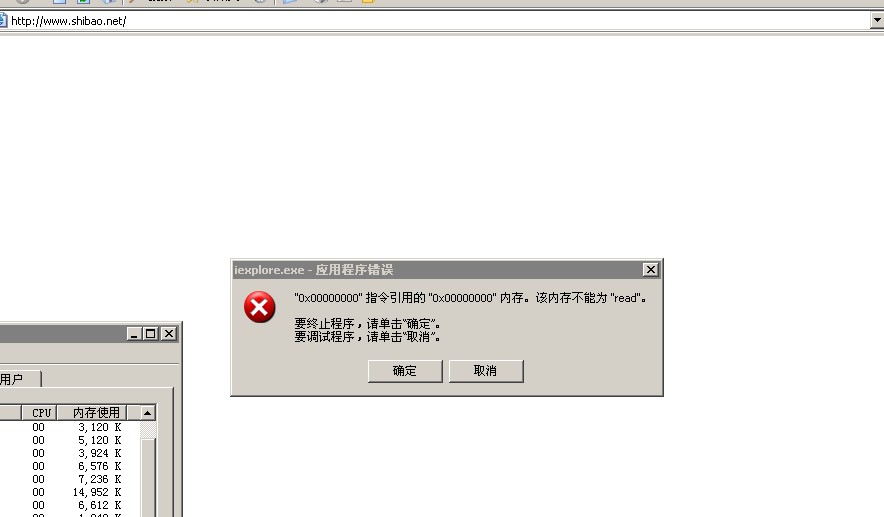 http://www.shibao.net/
iexplore.exe - 应用程序错误
"0x00000000" 指令引用的 "0x00000000" 内存。该内存不能为 "read"。
要终止程序，请单击"确定"。
要调试程序，请单击"取消"。
确定 取消
用户
CPU 内存使用
00 3,120 K
00 5,120 K
00 3,924 K
00 6,576 K
00 7,236 K
00 14,952 K
00 6,612 K